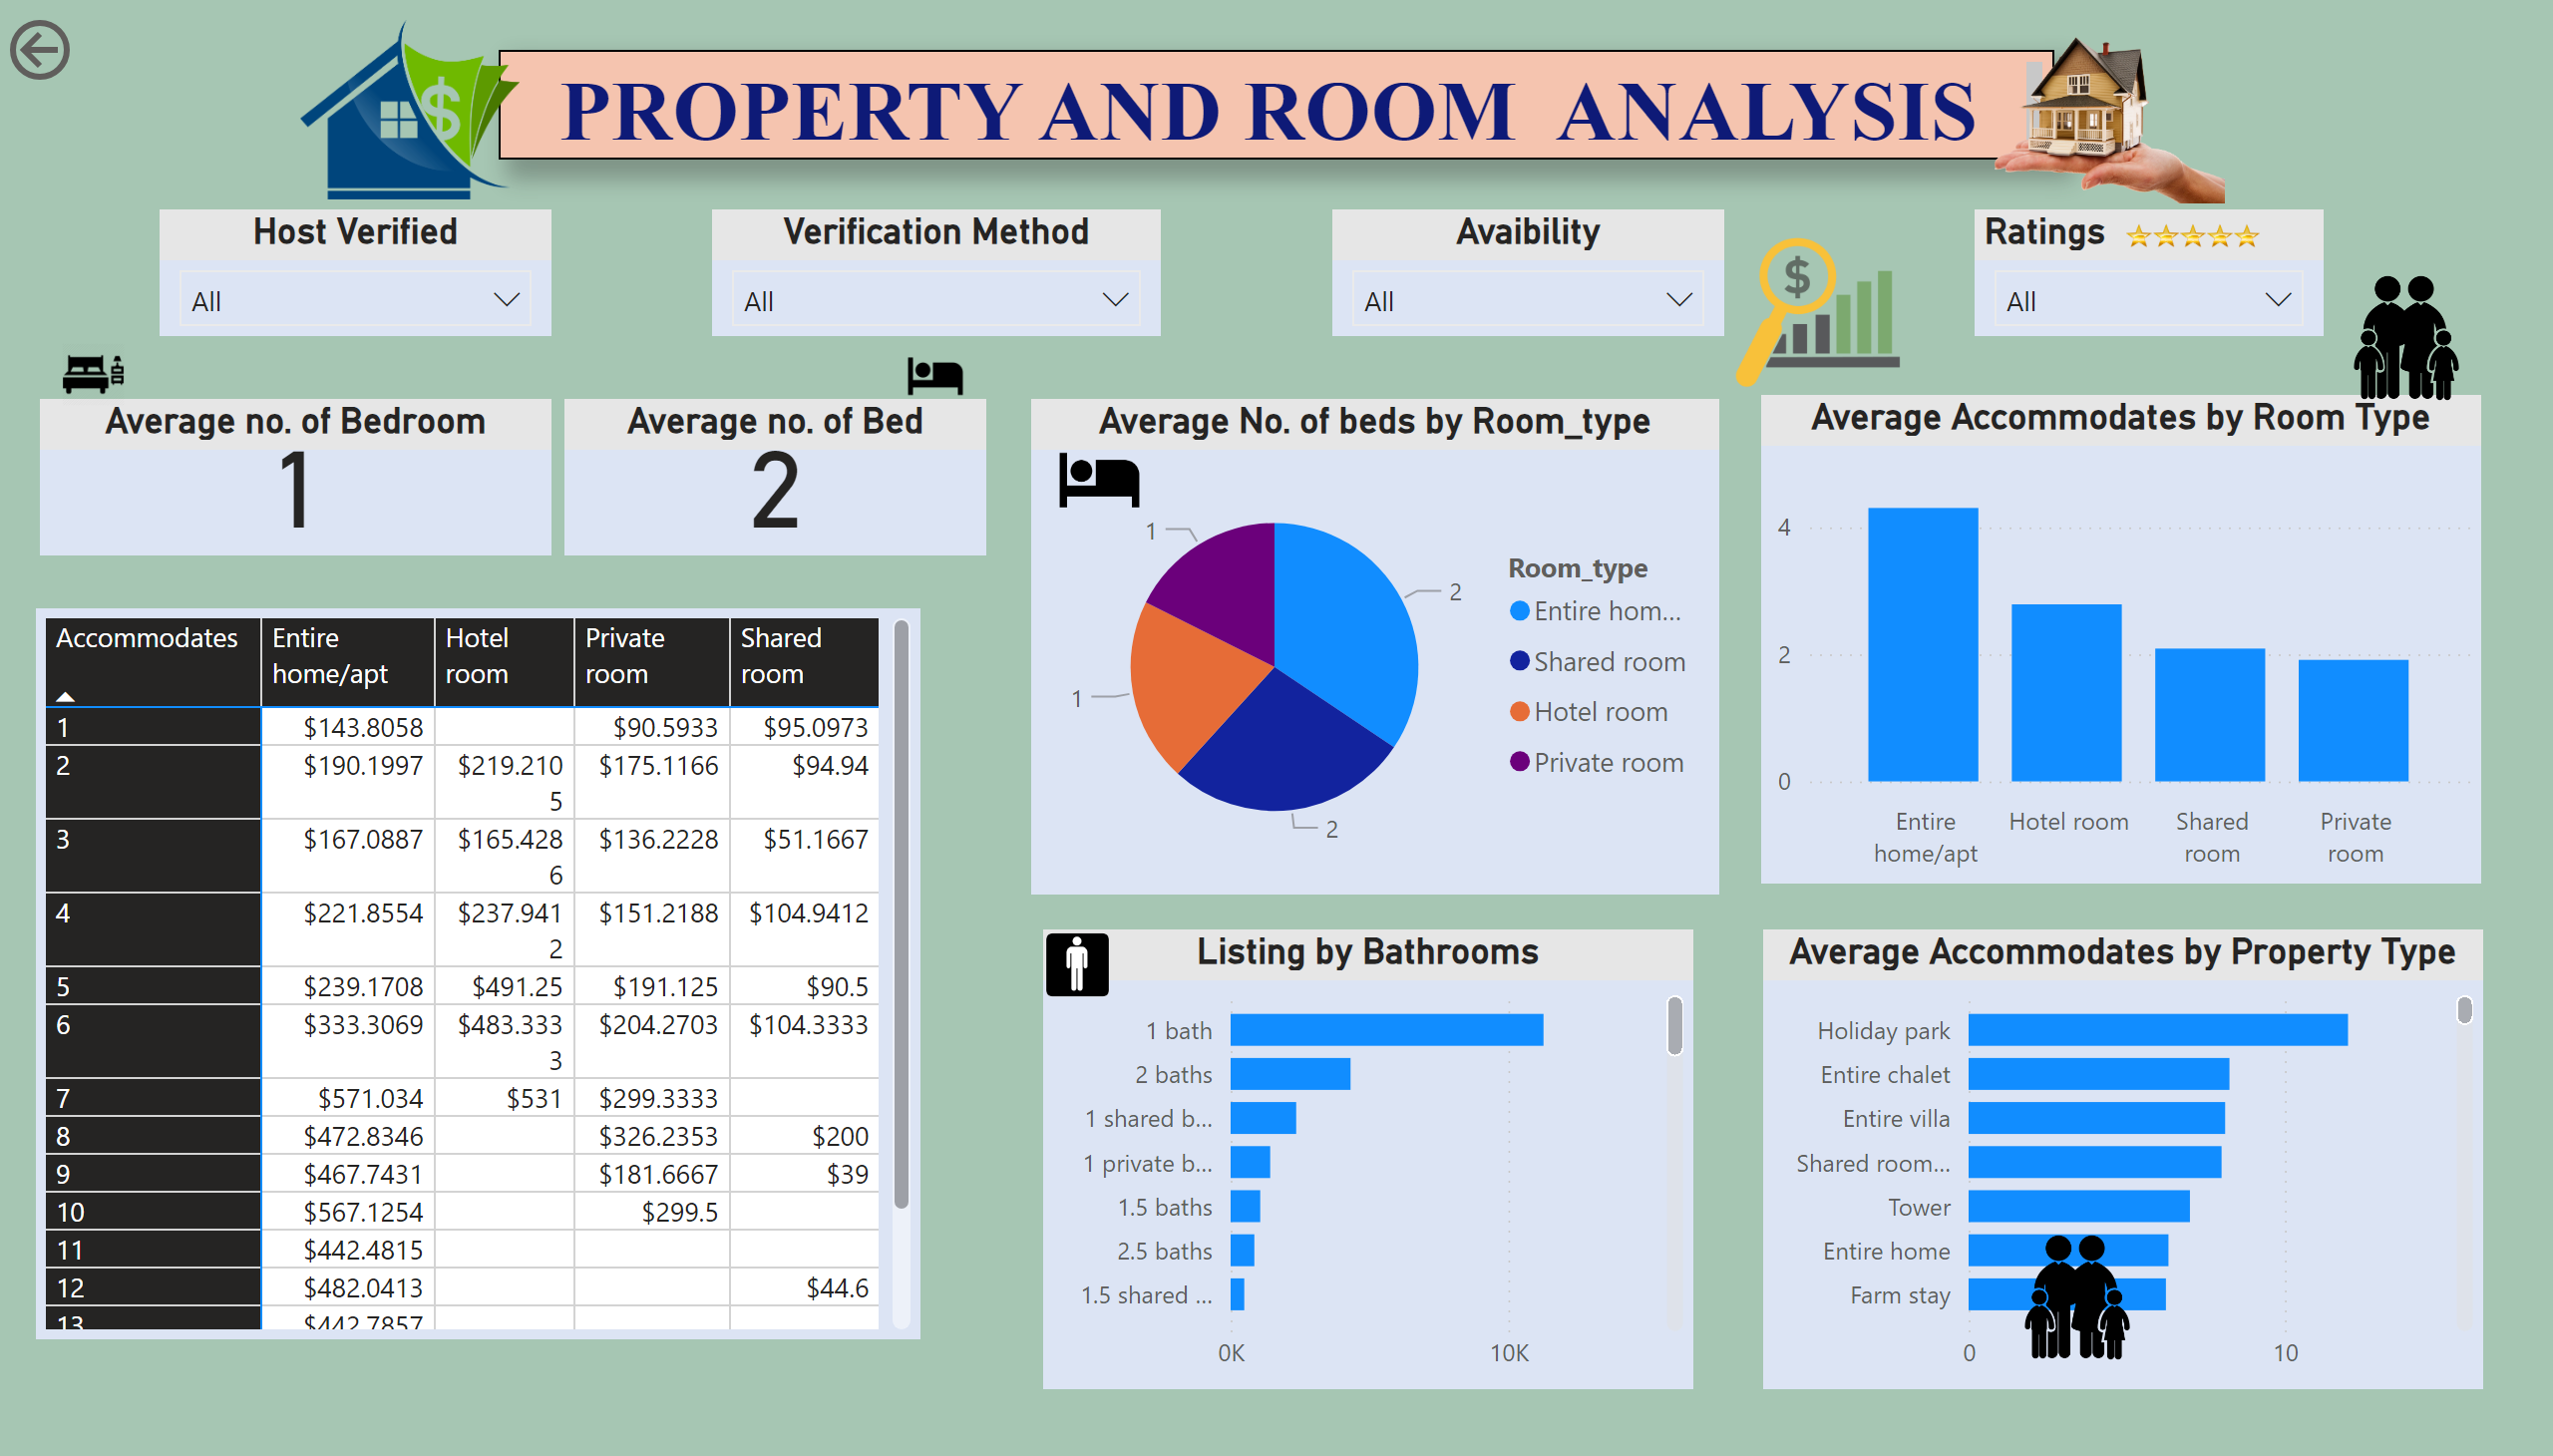 PROPERTY AND ROOM ANALYSIS
$
Host Verified
All
Verification Method
All
Avaibility
All
$
Ratings
All
Average no. of Bedroom
1
Average no. of Bed
2
Accommodates Entire home/apt Hotel room Private room Shared room
1 $143.8058 $90.5933 $95.0973
2 $190.1997 $219.2105 $175.1166 $94.94
3 $167.0887 $165.4286 $136.2228 $51.1667
4 $221.8554 $237.9412 $151.2188 $104.9412
5 $239.1708 $491.25 $191.125 $90.5
6 $333.3069 $483.3333 $204.2703 $104.3333
7 $571.034 $531 $299.3333
8 $472.8346 $326.2353 $200
9 $467.7431 $181.6667 $39
10 $567.1254 $299.5
11 $442.4815
12 $482.0413 $44.6
13 $442.7857
Average No. of beds by Room_type
1
2
1
2
Room_type
Entire hom...
Shared room
Hotel room
Private room
Average Accommodates by Room Type
4
2
0
Entire home/apt
Hotel room
Shared room
Private room
Listing by Bathrooms
1 bath
2 baths
1 shared b...
1 private b...
1.5 baths
2.5 baths
1.5 shared ...
0K 10K
Average Accommodates by Property Type
Holiday park
Entire chalet
Entire villa
Shared room...
Tower
Entire home
Farm stay
0 10